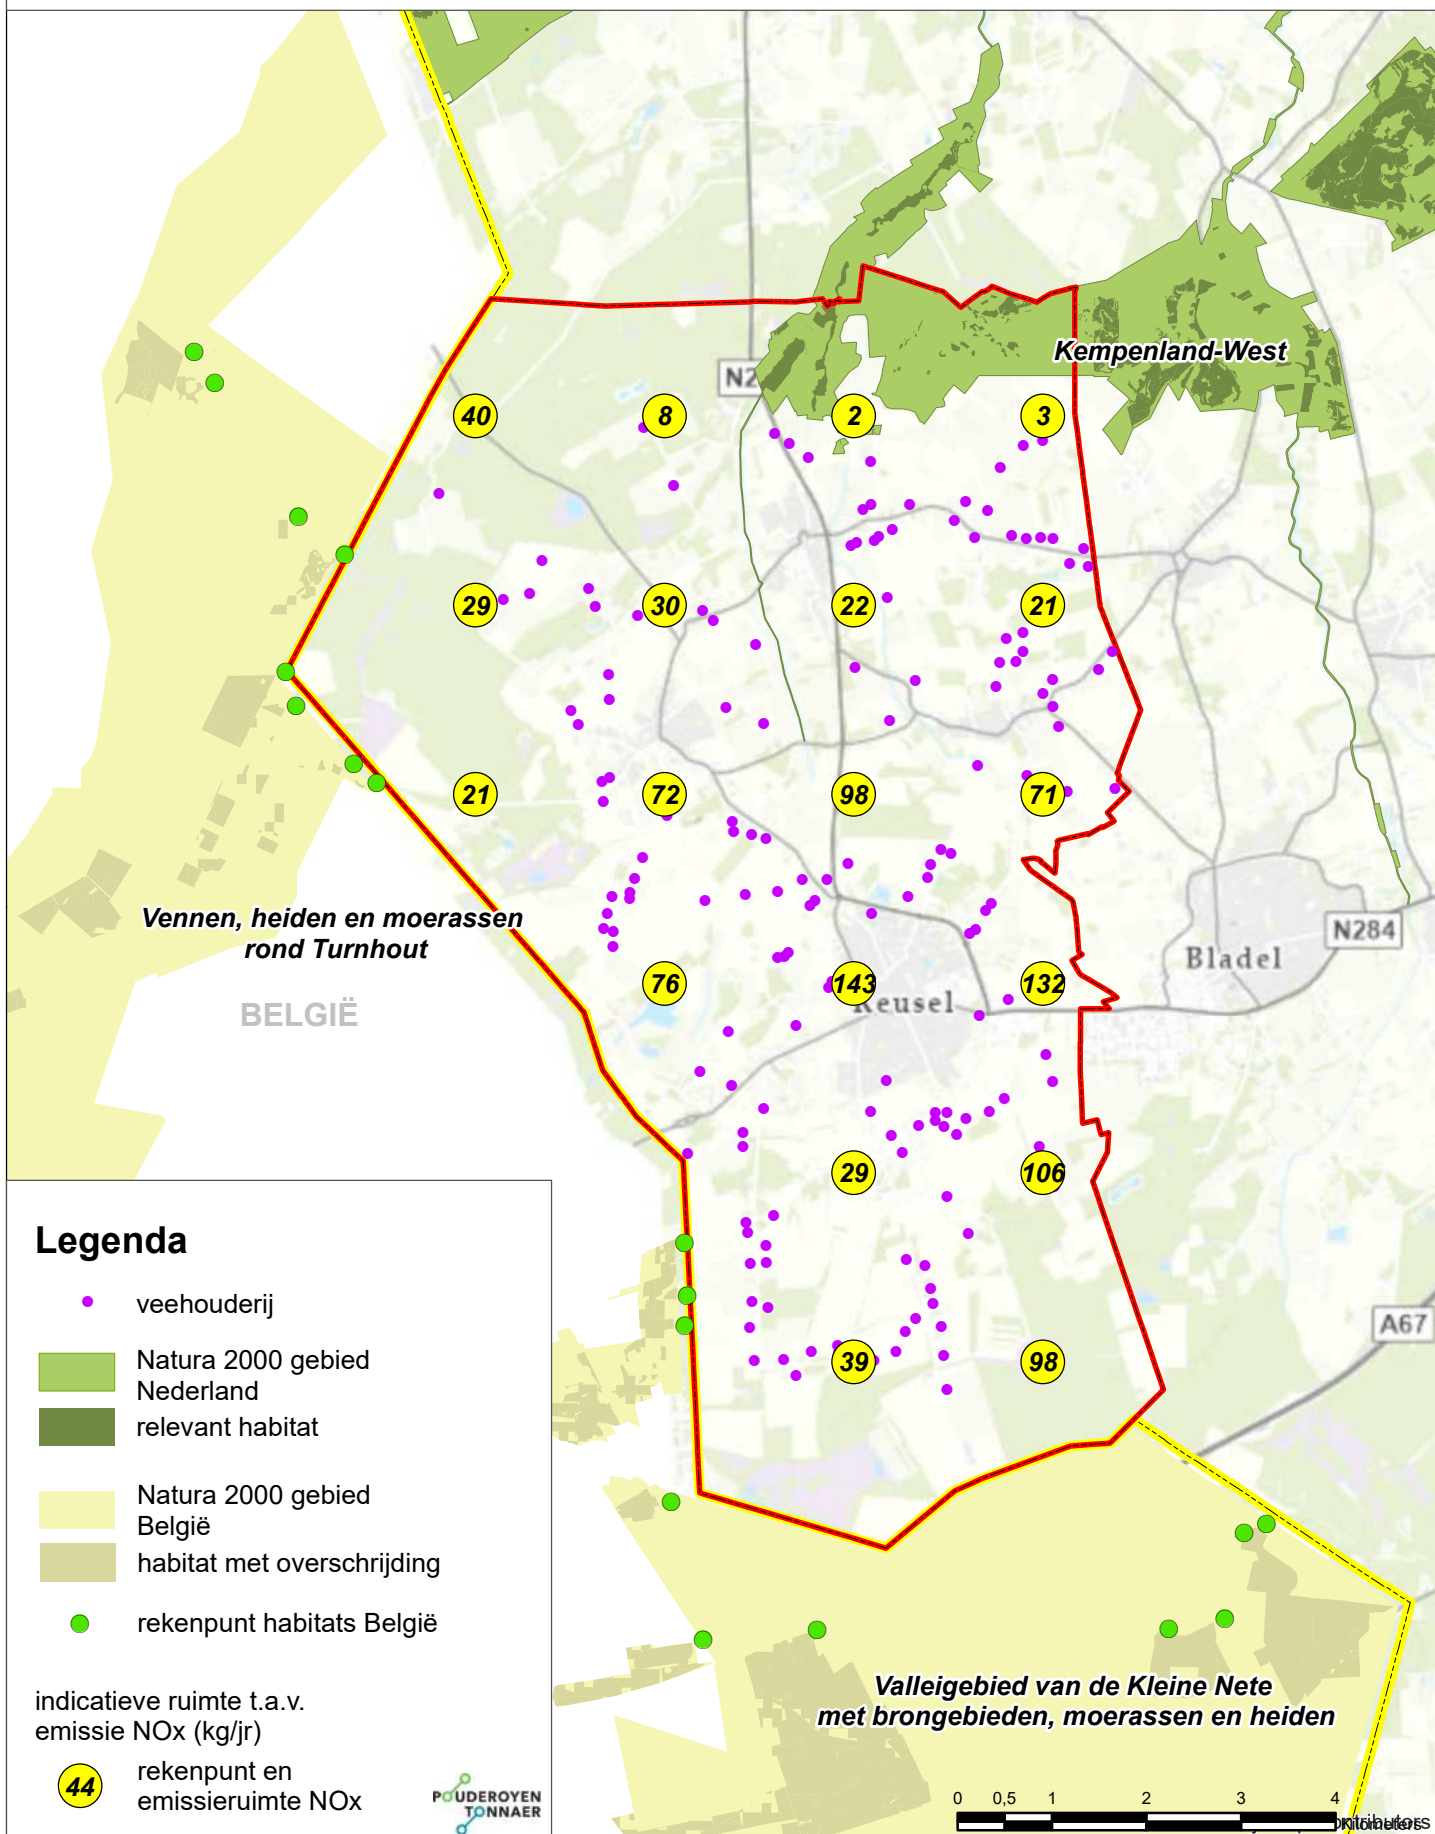 N2
Kempenland-West
40
8
2
3
29
30
22
21
21
72
98
71
Vennen, heiden en moerassen
rond Turnhout
N284
Bladel
BELGIË
76
143
132
Reusel
29
106
A67
39
98
Legenda
veehouderij
Natura 2000 gebied
Nederland
relevant habitat
Natura 2000 gebied
België
habitat met overschrijding
rekenpunt habitats België
indicatieve ruimte t.a.v.
emissie NOx (kg/jr)
44
rekenpunt en
emissieruimte NOx
POUDEROYEN
TONNAER
Valleigebied van de Kleine Nete
met brongebieden, moerassen en heiden
0 0,5 1 2 3 4
Kilometers